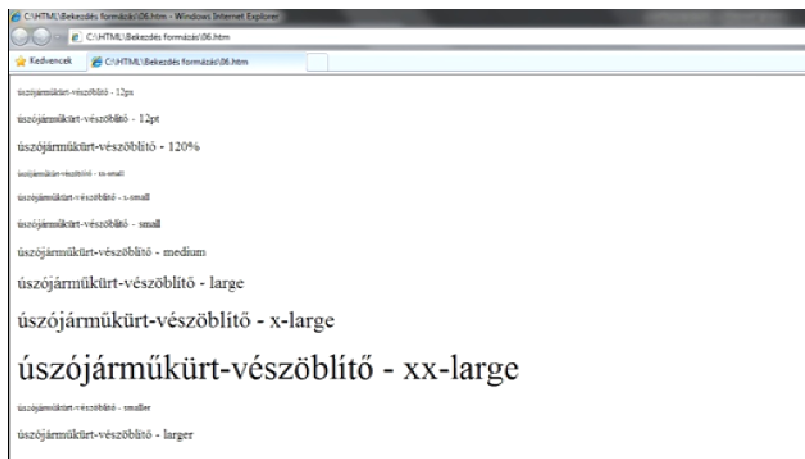 C:\HTML\Bekezdés formázás\06.htm - Windows Internet Explorer
C:\HTML\Bekezdés formázás\06.htm
Kedvencek C:\HTML\Bekezdés formázás\06.htm
úszójárműkürt-vészöblítő - 12px
úszójárműkürt-vészöblítő - 12pt
úszójárműkürt-vészöblítő - 120%
úszójárműkürt-vészöblítő - xx-small
úszójárműkürt-vészöblítő - x-small
úszójárműkürt-vészöblítő - small
úszójárműkürt-vészöblítő - medium
úszójárműkürt-vészöblítő - large
úszójárműkürt-vészöblítő - x-large
úszójárműkürt-vészöblítő - xx-large
úszójárműkürt-vészöblítő - smaller
úszójárműkürt-vészöblítő - larger